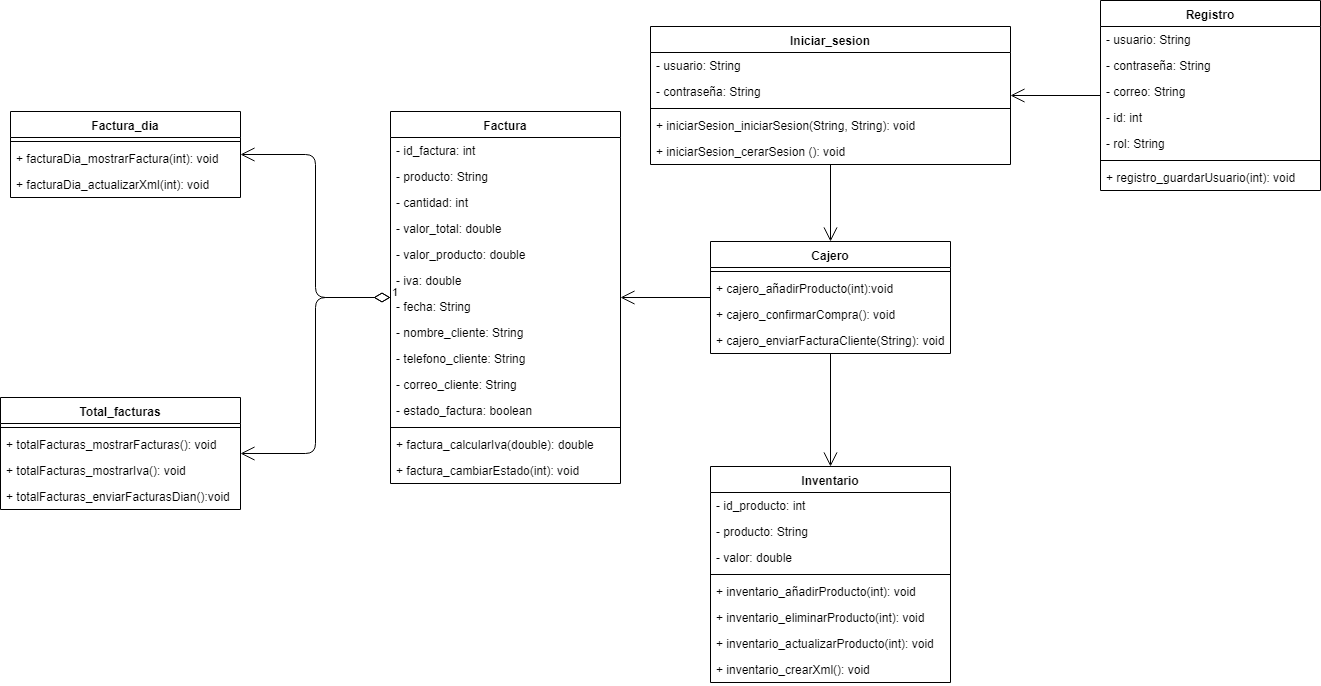 Registro
- usuario: String
- contraseña: String
- correo: String
- id: int
- rol: String
+ registro_guardarUsuario(int): void
Iniciar_sesion
- usuario: String
- contraseña: String
+ iniciarSesion_iniciarSesion(String, String): void
+ iniciarSesion_cerarSesion (): void
Factura_dia
+ facturaDia_mostrarFactura(int): void
+ facturaDia_actualizarXml(int): void
Factura
- id_factura: int
- producto: String
- cantidad: int
- valor_total: double
- valor_producto: double
- iva: double
1
- fecha: String
- nombre_cliente: String
- telefono_cliente: String
- correo_cliente: String
- estado_factura: boolean
+ factura_calcularIva(double): double
+ factura_cambiarEstado(int): void
Cajero
+ cajero_añadirProducto(int):void
+ cajero_confirmarCompra(): void
+ cajero_enviarFacturaCliente(String): void
Total_facturas
+ totalFacturas_mostrarFacturas(): void
+ totalFacturas_mostrarIva(): void
+ totalFacturas_enviarFacturasDian():void
Inventario
- id_producto: int
- producto: String
- valor: double
+ inventario_añadirProducto(int): void
+ inventario_eliminarProducto(int): void
+ inventario_actualizarProducto(int): void
+ inventario_crearXml(): void